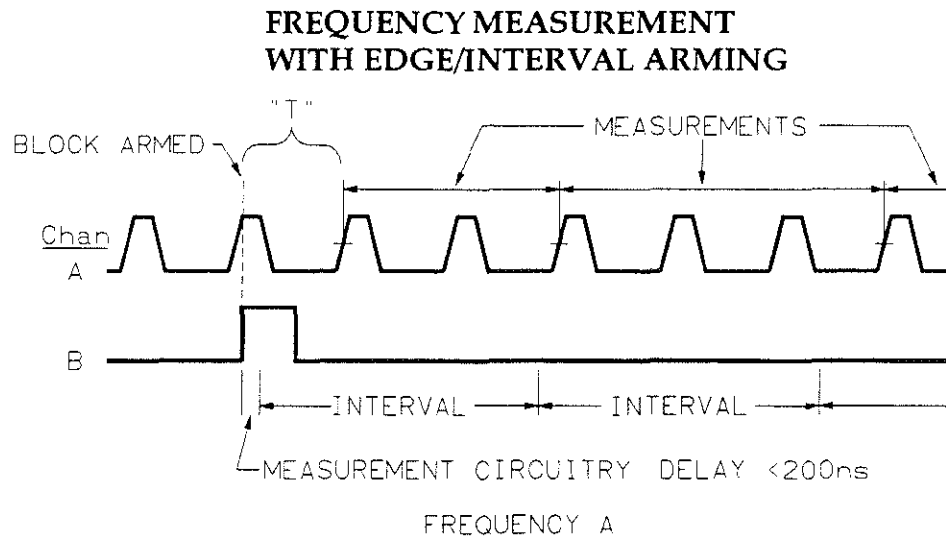 FREQUENCY MEASUREMENT
WITH EDGE/INTERVAL ARMING
"T"
BLOCK ARMED
MEASUREMENTS
Chan
A
B
INTERVAL
INTERVAL
MEASUREMENT CIRCUITRY DELAY <200ns
FREQUENCY A